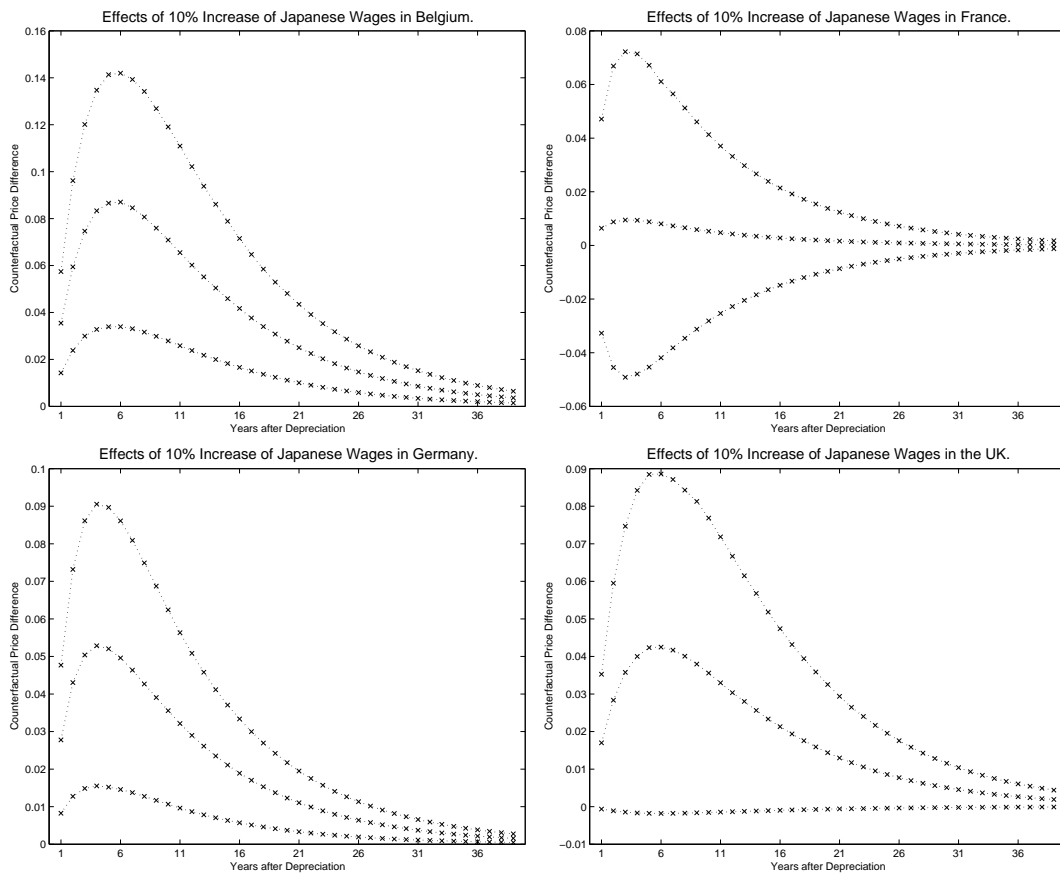 Effects of 10% Increase of Japanese Wages in Belgium.
0.16
0.14
0.12
0.1
0.08
0.06
0.04
0.02
0
Counterfactual Price Difference
1 6 11 16 21 26 31 36
Years after Depreciation
Effects of 10% Increase of Japanese Wages in France.
0.08
0.06
0.04
0.02
0
−0.02
−0.04
−0.06
Counterfactual Price Difference
1 6 11 16 21 26 31 36
Years after Depreciation
Effects of 10% Increase of Japanese Wages in Germany.
0.1
0.09
0.08
0.07
0.06
0.05
0.04
0.03
0.02
0.01
0
Counterfactual Price Difference
1 6 11 16 21 26 31 36
Years after Depreciation
Effects of 10% Increase of Japanese Wages in the UK.
0.09
0.08
0.07
0.06
0.05
0.04
0.03
0.02
0.01
0
−0.01
Counterfactual Price Difference
1 6 11 16 21 26 31 36
Years after Depreciation